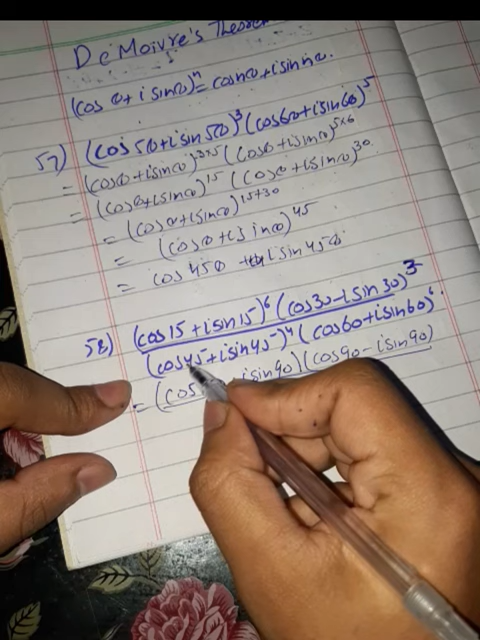 De Moivre's Theorem
(cos θ + i sin θ)ⁿ = cos nθ + i sin nθ.
57) (cos 5θ + i sin 5θ)³ (cos 6θ + i sin 6θ)⁵
= (cos θ + i sin θ)³ˣ⁵ (cos θ + i sin θ)⁵ˣ⁶
= (cos θ + i sin θ)¹⁵ (cos θ + i sin θ)³⁰
= (cos θ + i sin θ)¹⁵⁺³⁰
= (cos θ + i sin θ)⁴⁵
= cos 45θ + i sin 45θ
58) (cos 15 + i sin 15)⁶ (cos 30 – i sin 30)³
(cos 45 + i sin 45)⁴ (cos 60 + i sin 60)⁶
= (cos i sin 90) (cos 90 – i sin 90)